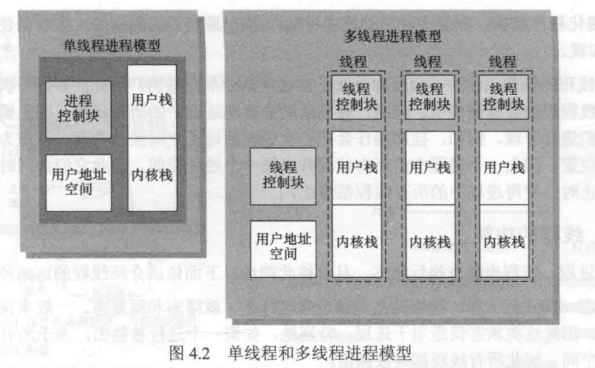 单线程进程模型
进程
控制块
用户栈
用户地址
空间
内核栈
多线程进程模型
线程
线程
线程
线程
控制块
线程
控制块
线程
控制块
线程
控制块
用户地址
空间
用户栈
用户栈
用户栈
内核栈
内核栈
内核栈
图 4.2 单线程和多线程进程模型